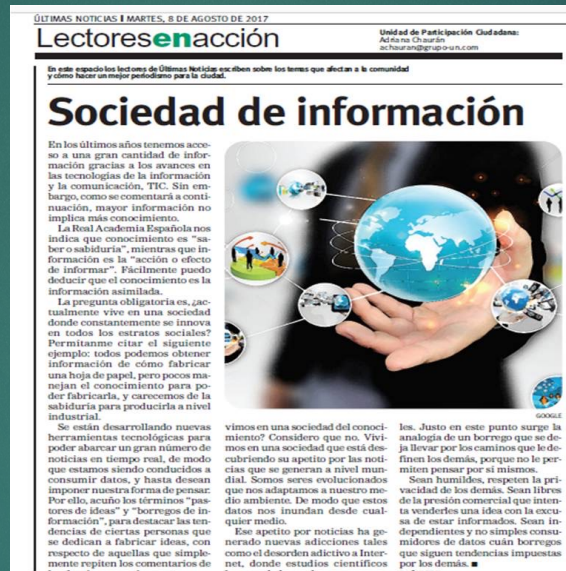 ÚLTIMAS NOTICIAS | MARTES, 8 DE AGOSTO DE 2017
Lectoresenacción
Unidad de Participación Ciudadana:
Adriana Chaurán
achauran@grupo-un.com
En este espacio los lectores de Últimas Noticias escriben sobre los temas que afectan a la comunidad
y cómo hacer un mejor periodismo para la ciudad.
Sociedad de información
En los últimos años tenemos acce-
so a una gran cantidad de infor-
mación gracias a los avances en
las tecnologías de la información
y la comunicación, TIC. Sin em-
bargo, como se comentará a conti-
nuación, mayor información no
implica más conocimiento.
La Real Academia Española nos
indica que conocimiento es "sa-
ber o sabiduría", mientras que in-
formación es la "acción o efecto
de informar". Fácilmente puedo
deducir que el conocimiento es la
información asimilada.
La pregunta obligatoria es, ¿ac-
tualmente vive en una sociedad
donde constantemente se innova
en todos los estratos sociales?
Permítanme citar el siguiente
ejemplo: todos podemos obtener
información de cómo fabricar
una hoja de papel, pero pocos ma-
nejan el conocimiento para po-
der fabricarla, y carecemos de la
sabiduría para producirla a nivel
industrial.
Se están desarrollando nuevas
herramientas tecnológicas para
poder abarcar un gran número de
noticias en tiempo real, de modo
que estamos siendo conducidos a
consumir datos, y hasta desean
imponer nuestra forma de pensar.
Por ello, acuño los términos "pas-
tores de ideas" y "borregos de in-
formación", para destacar las ten-
dencias de ciertas personas que
se dedican a fabricar ideas, con
respecto de aquellas que simple-
mente repiten los comentarios de
GOOGLE
vimos en una sociedad del conoci-
miento? Considero que no. Vivi-
mos en una sociedad que está des-
cubriendo su apetito por las noti-
cias que se generan a nivel mun-
dial. Somos seres evolucionados
que nos adaptamos a nuestro me-
dio ambiente. De modo que estos
datos nos inundan desde cual-
quier medio.
Ese apetito por noticias ha ge-
nerado nuevas adicciones tales
como el desorden adictivo a Inter-
net, donde estudios científicos
les. Justo en este punto surge la
analogía de un borrego que se de-
ja llevar por los caminos que le de-
finen los demás, porque no le per-
miten pensar por sí mismos.
Sean humildes, respeten la pri-
vacidad de los demás. Sean libres
de la presión comercial que inten-
ta venderles una idea con la excu-
sa de estar informados. Sean in-
dependientes y no simples consu-
midores de datos cuán borregos
que siguen tendencias impuestas
por los demás. ■